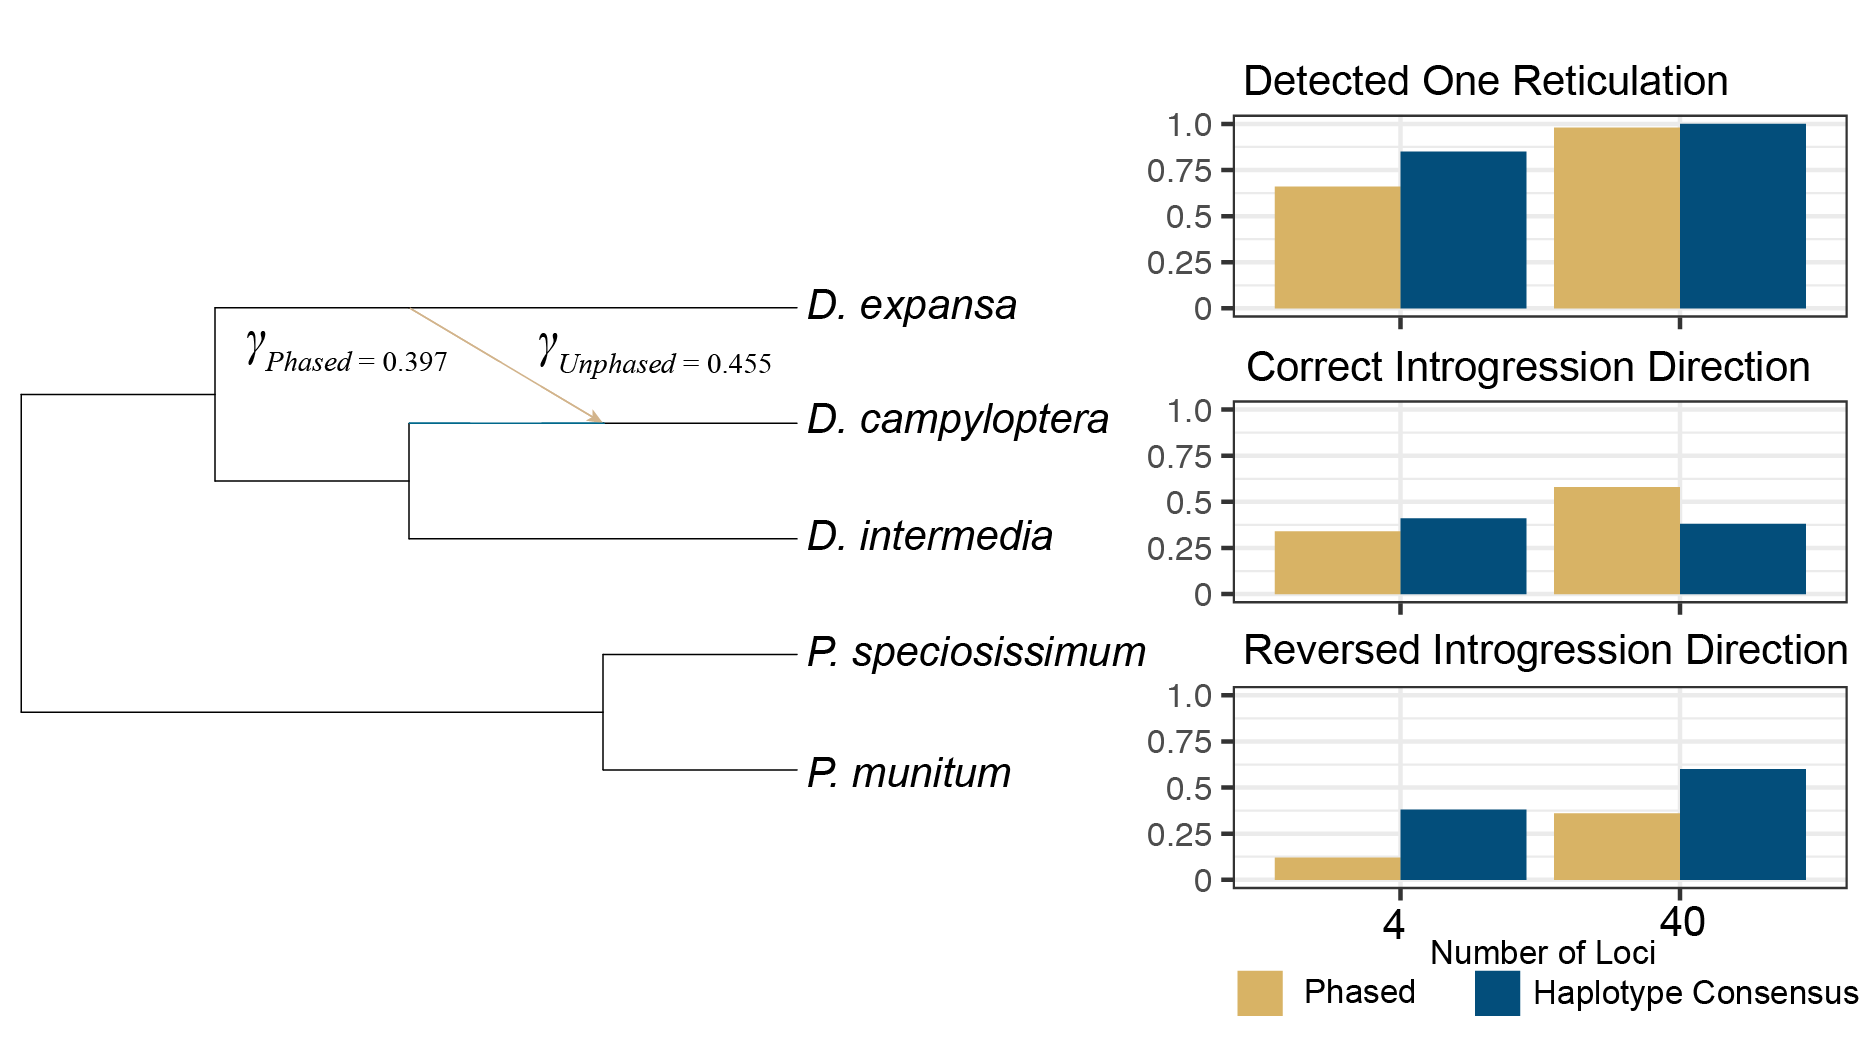 Detected One Reticulation
1.0
0.75
0.5
0.25
0
D. expansa
γPhased = 0.397
γUnphased = 0.455
D. campyloptera
D. intermedia
P. speciosissimum
P. munitum
Correct Introgression Direction
1.0
0.75
0.5
0.25
0
Reversed Introgression Direction
1.0
0.75
0.5
0.25
0
4 40
Number of Loci
Phased Haplotype Consensus